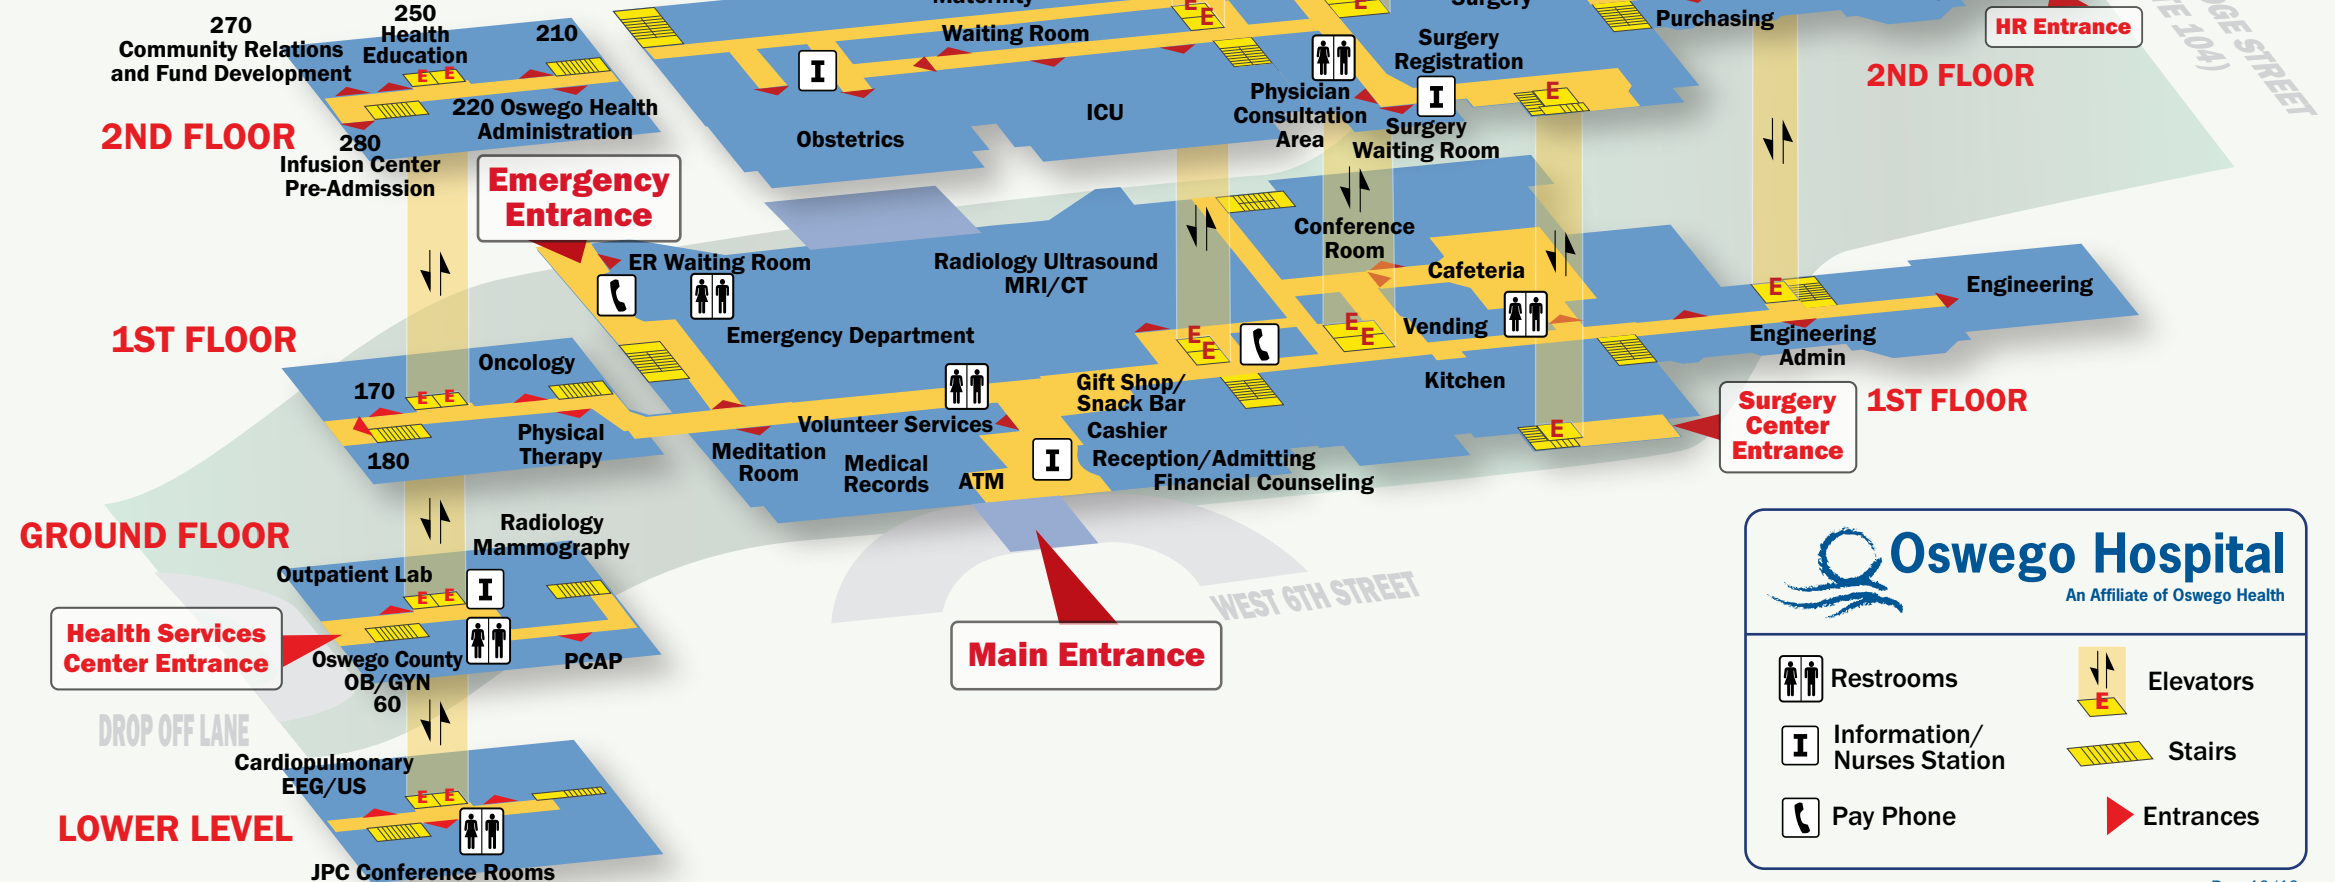 Maternity
Surgery
Purchasing
HR Entrance
270
Community Relations
and Fund Development
250
Health
Education
210
Waiting Room
Surgery
Registration
2ND FLOOR
220 Oswego Health
Administration
2ND FLOOR
280
Infusion Center
Pre-Admission
I
Obstetrics
ICU
Physician
Consultation
Area
I
Surgery
Waiting Room
E
E
E
E
E
E
Emergency
Entrance
ER Waiting Room
Radiology Ultrasound
MRI/CT
Conference
Room
Cafeteria
Engineering
Emergency Department
Vending
Engineering
Admin
1ST FLOOR
Oncology
170
E E
180
Physical
Therapy
E
E
E
E
E
Gift Shop/
Snack Bar
Kitchen
Volunteer Services
Cashier
Meditation
Room
Medical
Records
ATM
I
Reception/Admitting
Financial Counseling
E
Surgery
Center
Entrance
1ST FLOOR
GROUND FLOOR
Radiology
Mammography
Outpatient Lab
E E
I
Health Services
Center Entrance
Oswego County
OB/GYN
60
PCAP
DROP OFF LANE
WEST 6TH STREET
Main Entrance
Cardiopulmonary
EEG/US
E E
LOWER LEVEL
JPC Conference Rooms
Oswego Hospital
An Affiliate of Oswego Health
Restrooms
E
Elevators
I
Information/
Nurses Station
Stairs
Pay Phone
Entrances